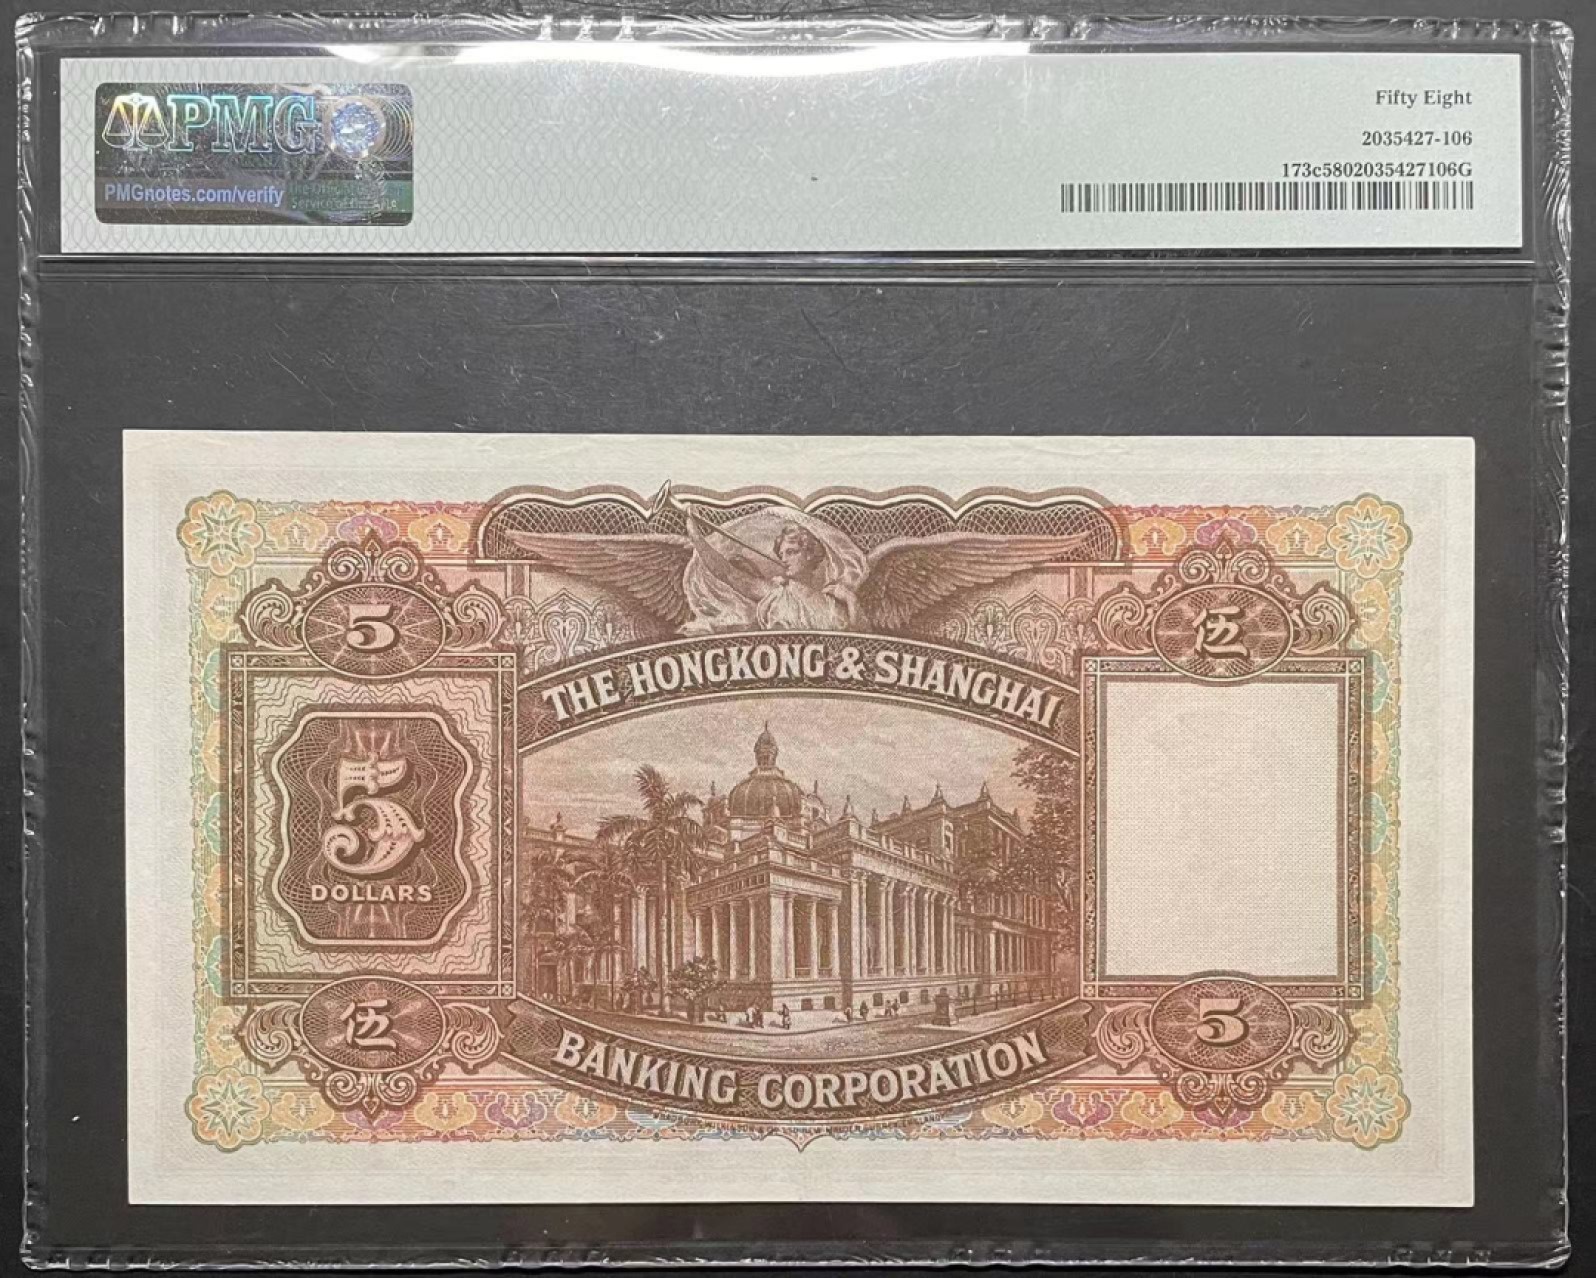 PMG
PMGnotes.com/verify
Fifty Eight
2035427-106
173c5802035427106G
5
伍
THE HONGKONG & SHANGHAI
5
DOLLARS
伍
5
BANKING CORPORATION